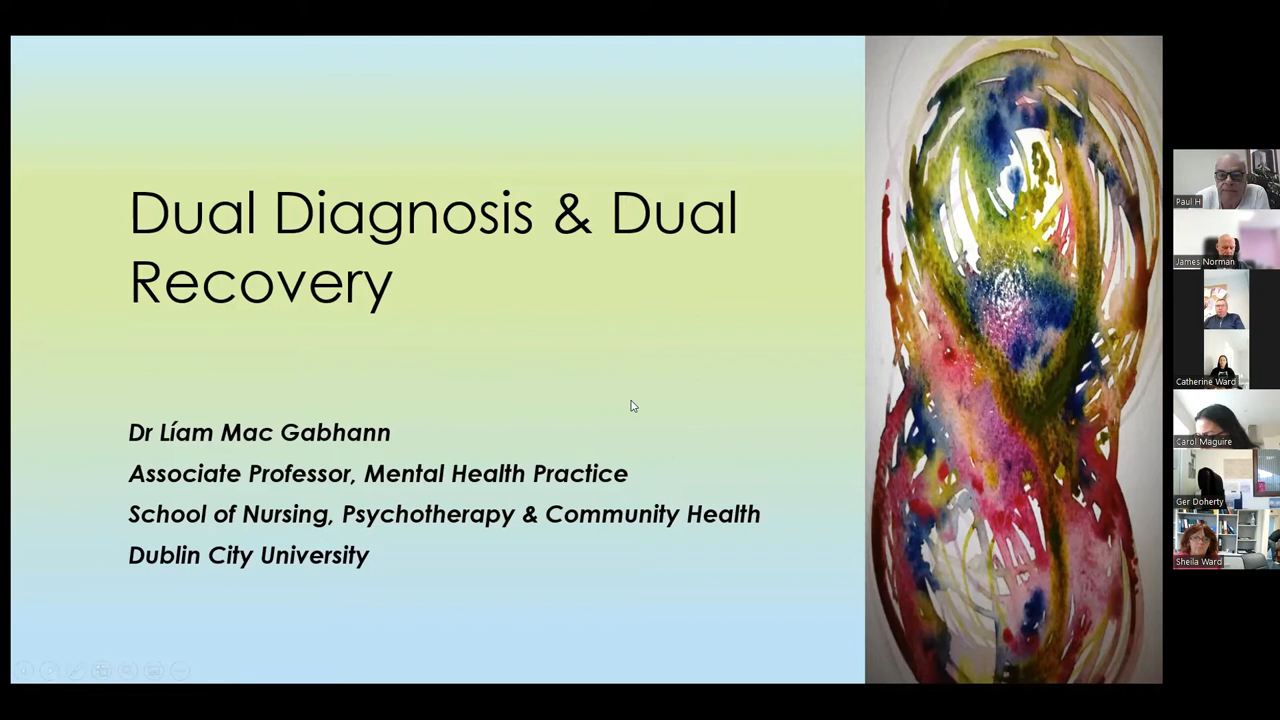 Dual Diagnosis & Dual
Recovery
Dr Líam Mac Gabhann
Associate Professor, Mental Health Practice
School of Nursing, Psychotherapy & Community Health
Dublin City University
Paul H
James Norman
Catherine Ward
Carol Maguire
Ger Doherty
Sheila Ward